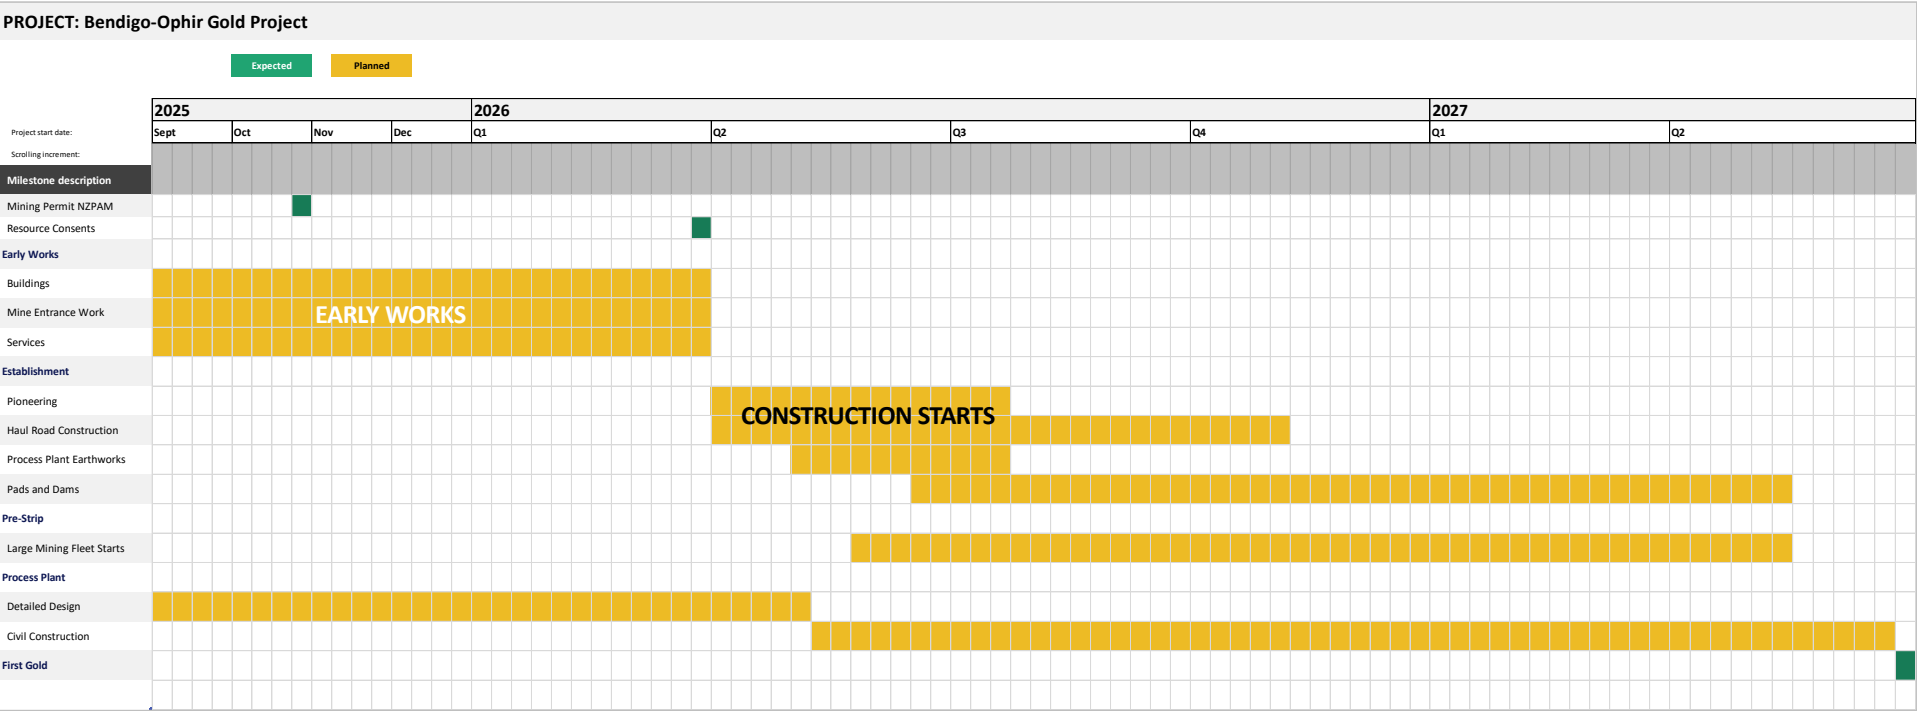 PROJECT: Bendigo-Ophir Gold Project
Expected Planned
2025 2026 2027
Project start date: Sept Oct Nov Dec Q1 Q2 Q3 Q4 Q1 Q2
Scrolling increment:
Milestone description
Mining Permit NZPAM
Resource Consents
Early Works
Buildings
Mine Entrance Work EARLY WORKS
Services
Establishment
Pioneering
CONSTRUCTION STARTS
Haul Road Construction
Process Plant Earthworks
Pads and Dams
Pre-Strip
Large Mining Fleet Starts
Process Plant
Detailed Design
Civil Construction
First Gold